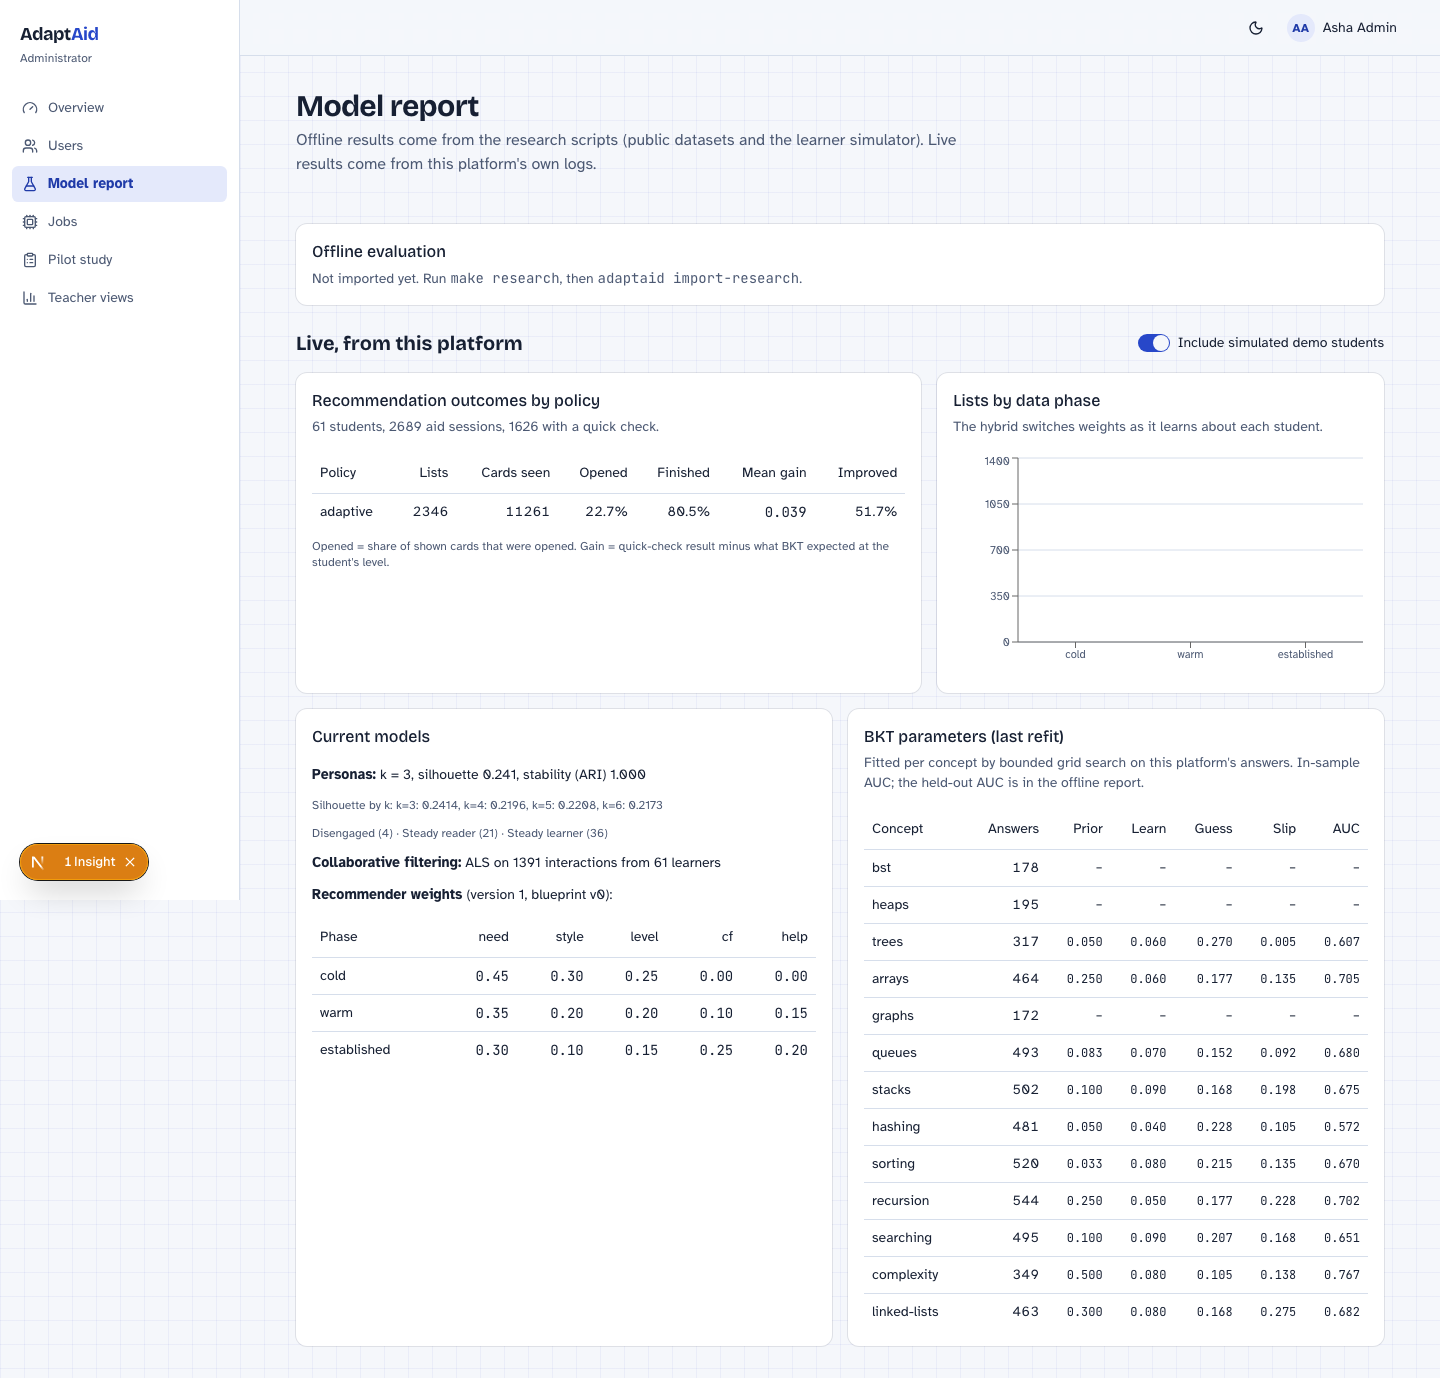 AdaptAid
Administrator
Overview
Users
Model report
Jobs
Pilot study
Teacher views
1 Insight
AA Asha Admin
Model report
Offline results come from the research scripts (public datasets and the learner simulator). Live
results come from this platform's own logs.
Offline evaluation
Not imported yet. Run make research, then adaptaid import-research.
Live, from this platform
Include simulated demo students
Recommendation outcomes by policy
61 students, 2689 aid sessions, 1626 with a quick check.
Policy Lists Cards seen Opened Finished Mean gain Improved
adaptive 2346 11261 22.7% 80.5% 0.039 51.7%
Opened = share of shown cards that were opened. Gain = quick-check result minus what BKT expected at the
student's level.
Lists by data phase
The hybrid switches weights as it learns about each student.
1400
1050
700
350
0
cold warm established
Current models
Personas: k = 3, silhouette 0.241, stability (ARI) 1.000
Silhouette by k: k=3: 0.2414, k=4: 0.2196, k=5: 0.2208, k=6: 0.2173
Disengaged (4) · Steady reader (21) · Steady learner (36)
Collaborative filtering: ALS on 1391 interactions from 61 learners
Recommender weights (version 1, blueprint v0):
Phase need style level cf help
cold 0.45 0.30 0.25 0.00 0.00
warm 0.35 0.20 0.20 0.10 0.15
established 0.30 0.10 0.15 0.25 0.20
BKT parameters (last refit)
Fitted per concept by bounded grid search on this platform's answers. In-sample
AUC; the held-out AUC is in the offline report.
Concept Answers Prior Learn Guess Slip AUC
bst 178 – – – – –
heaps 195 – – – – –
trees 317 0.050 0.060 0.270 0.005 0.607
arrays 464 0.250 0.060 0.177 0.135 0.705
graphs 172 – – – – –
queues 493 0.083 0.070 0.152 0.092 0.680
stacks 502 0.100 0.090 0.168 0.198 0.675
hashing 481 0.050 0.040 0.228 0.105 0.572
sorting 520 0.033 0.080 0.215 0.135 0.670
recursion 544 0.250 0.050 0.177 0.228 0.702
searching 495 0.100 0.090 0.207 0.168 0.651
complexity 349 0.500 0.080 0.105 0.138 0.767
linked-lists 463 0.300 0.080 0.168 0.275 0.682